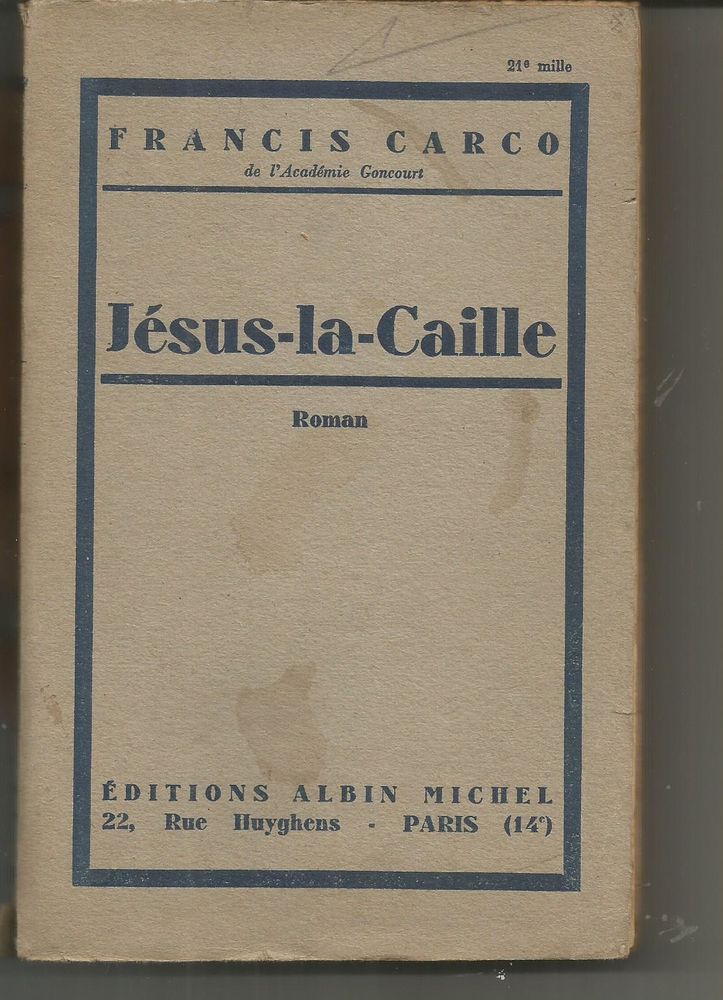 21e mille
FRANCIS CARCO
de l'Académie Goncourt
Jésus-la-Caille
Roman
ÉDITIONS ALBIN MICHEL
22, Rue Huyghens - PARIS (14e)